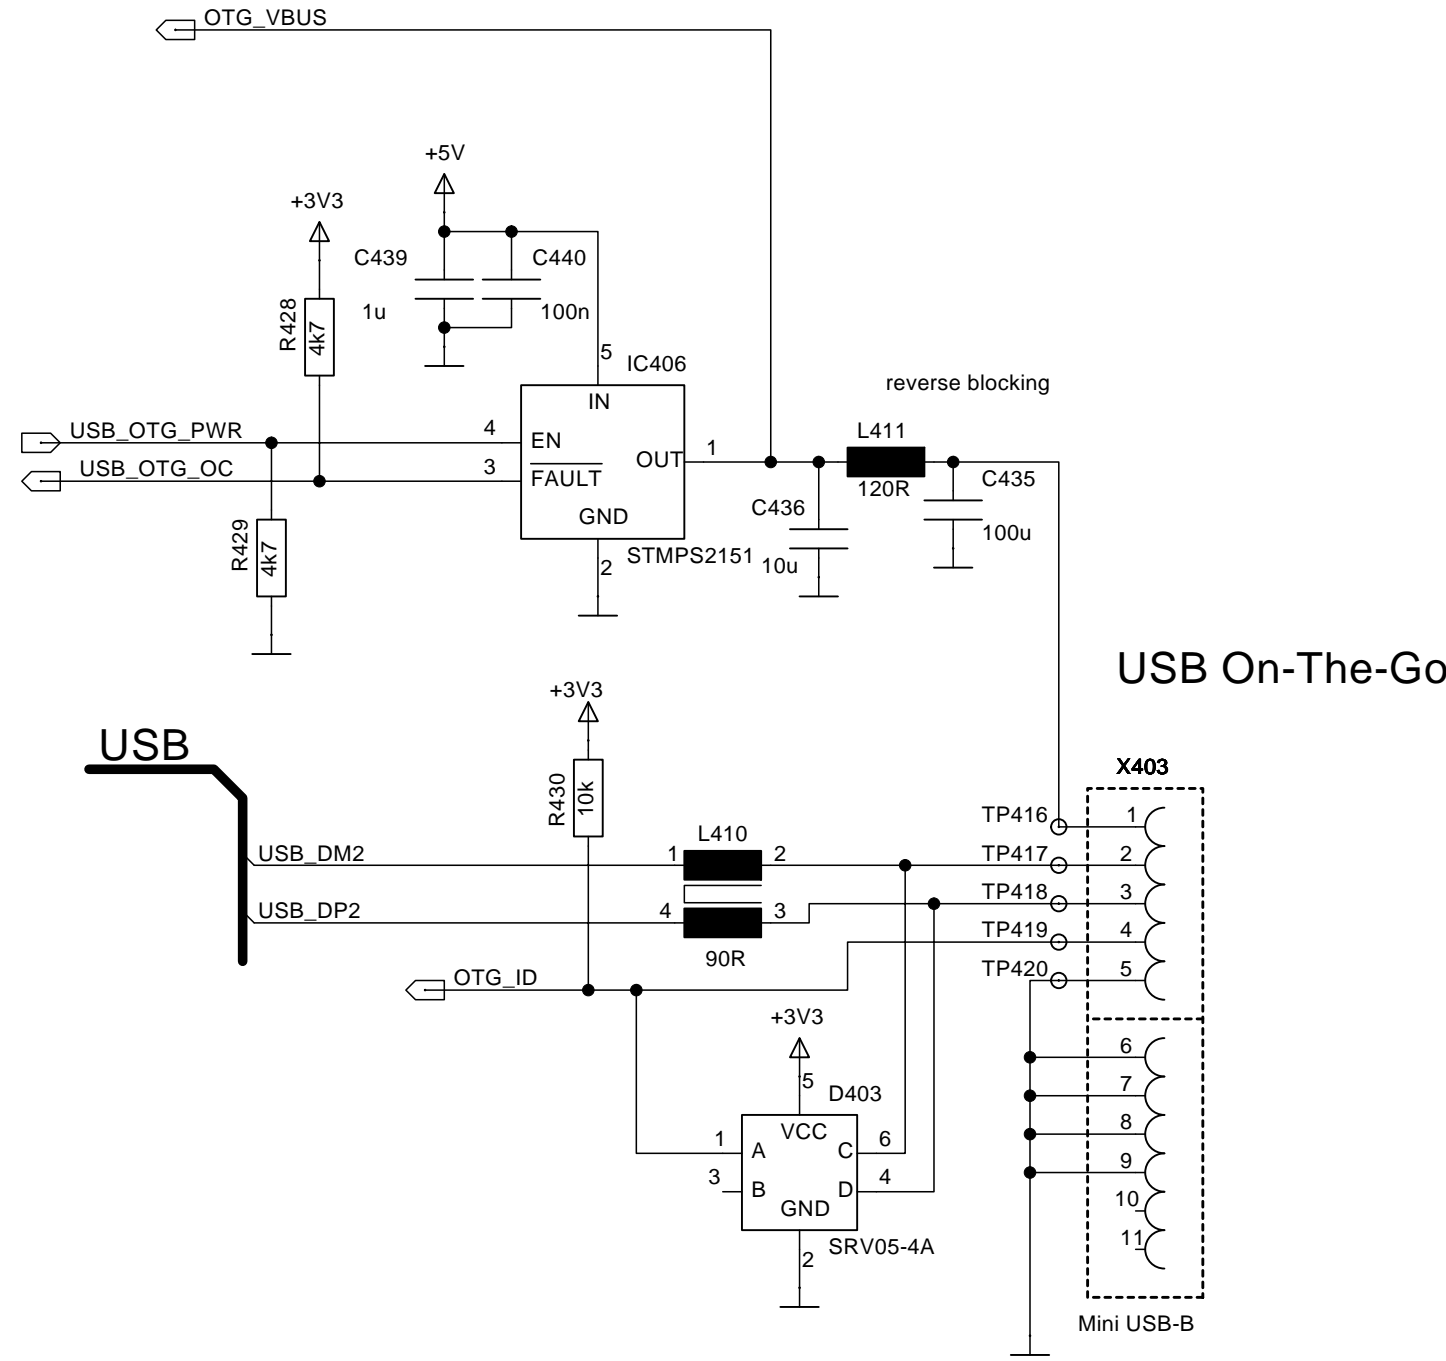 OTG_VBUS
+5V
+3V3
C439
C440
1u
100n
R428
4k7
5
IC406
IN
reverse blocking
USB_OTG_PWR
4
EN
L411
1
OUT
USB_OTG_OC
3
FAULT
120R
C435
C436
GND
100u
R429
4k7
STMPS2151
10u
2
USB On-The-Go
+3V3
USB
X403
R430
10k
TP416
1
L410
USB_DM2
1
2
TP417
2
TP418
3
USB_DP2
4
3
TP419
4
90R
TP420
5
OTG_ID
+3V3
6
5
D403
7
VCC
8
1
A
C
6
9
3
B
D
4
10
GND
11
SRV05-4A
2
Mini USB-B